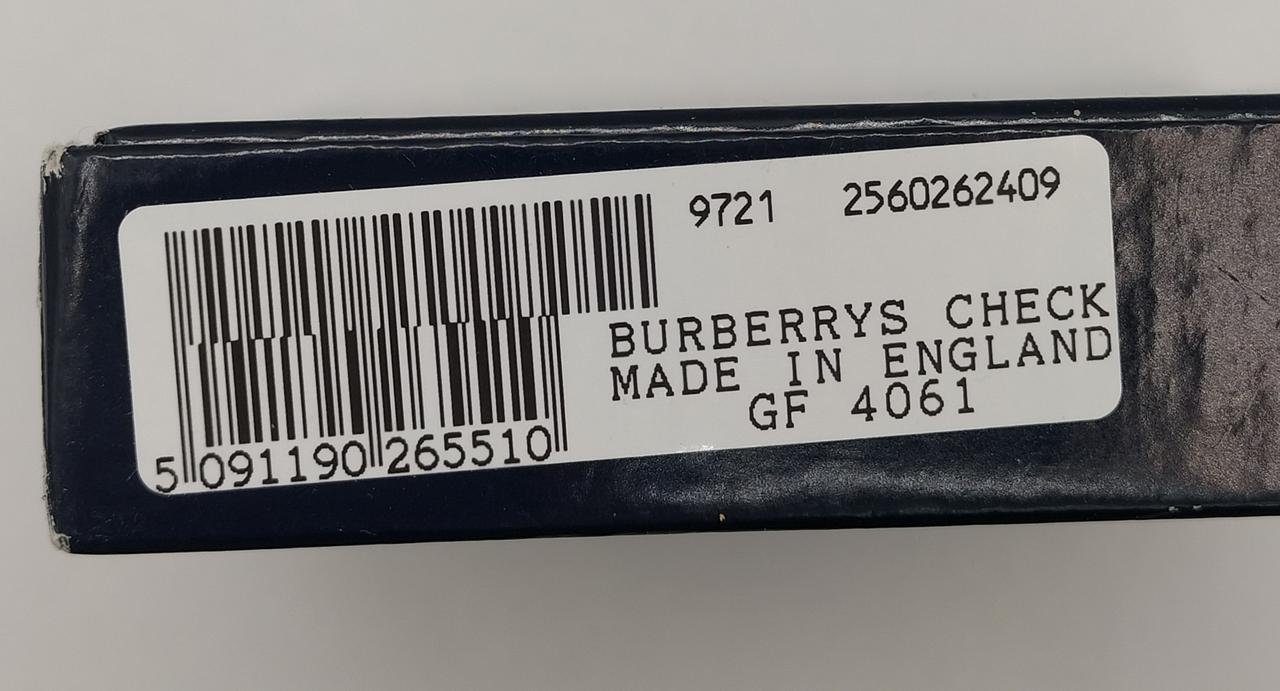 9721 2560262409
BURBERRYS CHECK
MADE IN ENGLAND
GF 4061
5 091190 265510